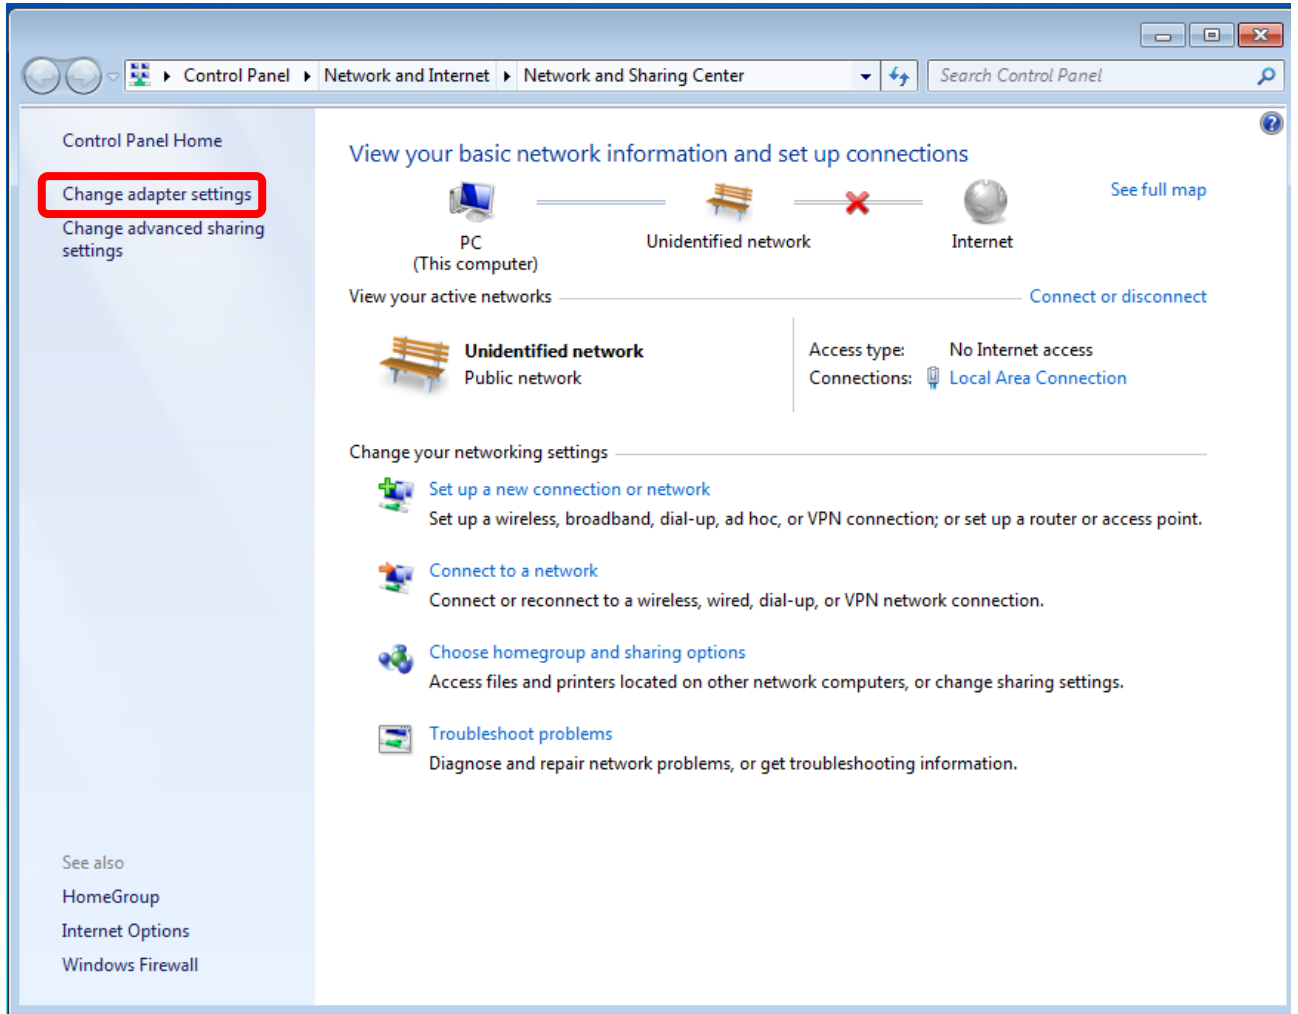 Control Panel Network and Internet Network and Sharing Center Search Control Panel
Control Panel Home
Change adapter settings
Change advanced sharing
settings
View your basic network information and set up connections
See full map
PC
(This computer)
Unidentified network
Internet
View your active networks
Connect or disconnect
Unidentified network
Public network
Access type: No Internet access
Connections: Local Area Connection
Change your networking settings
Set up a new connection or network
Set up a wireless, broadband, dial-up, ad hoc, or VPN connection; or set up a router or access point.
Connect to a network
Connect or reconnect to a wireless, wired, dial-up, or VPN network connection.
Choose homegroup and sharing options
Access files and printers located on other network computers, or change sharing settings.
Troubleshoot problems
Diagnose and repair network problems, or get troubleshooting information.
See also
HomeGroup
Internet Options
Windows Firewall